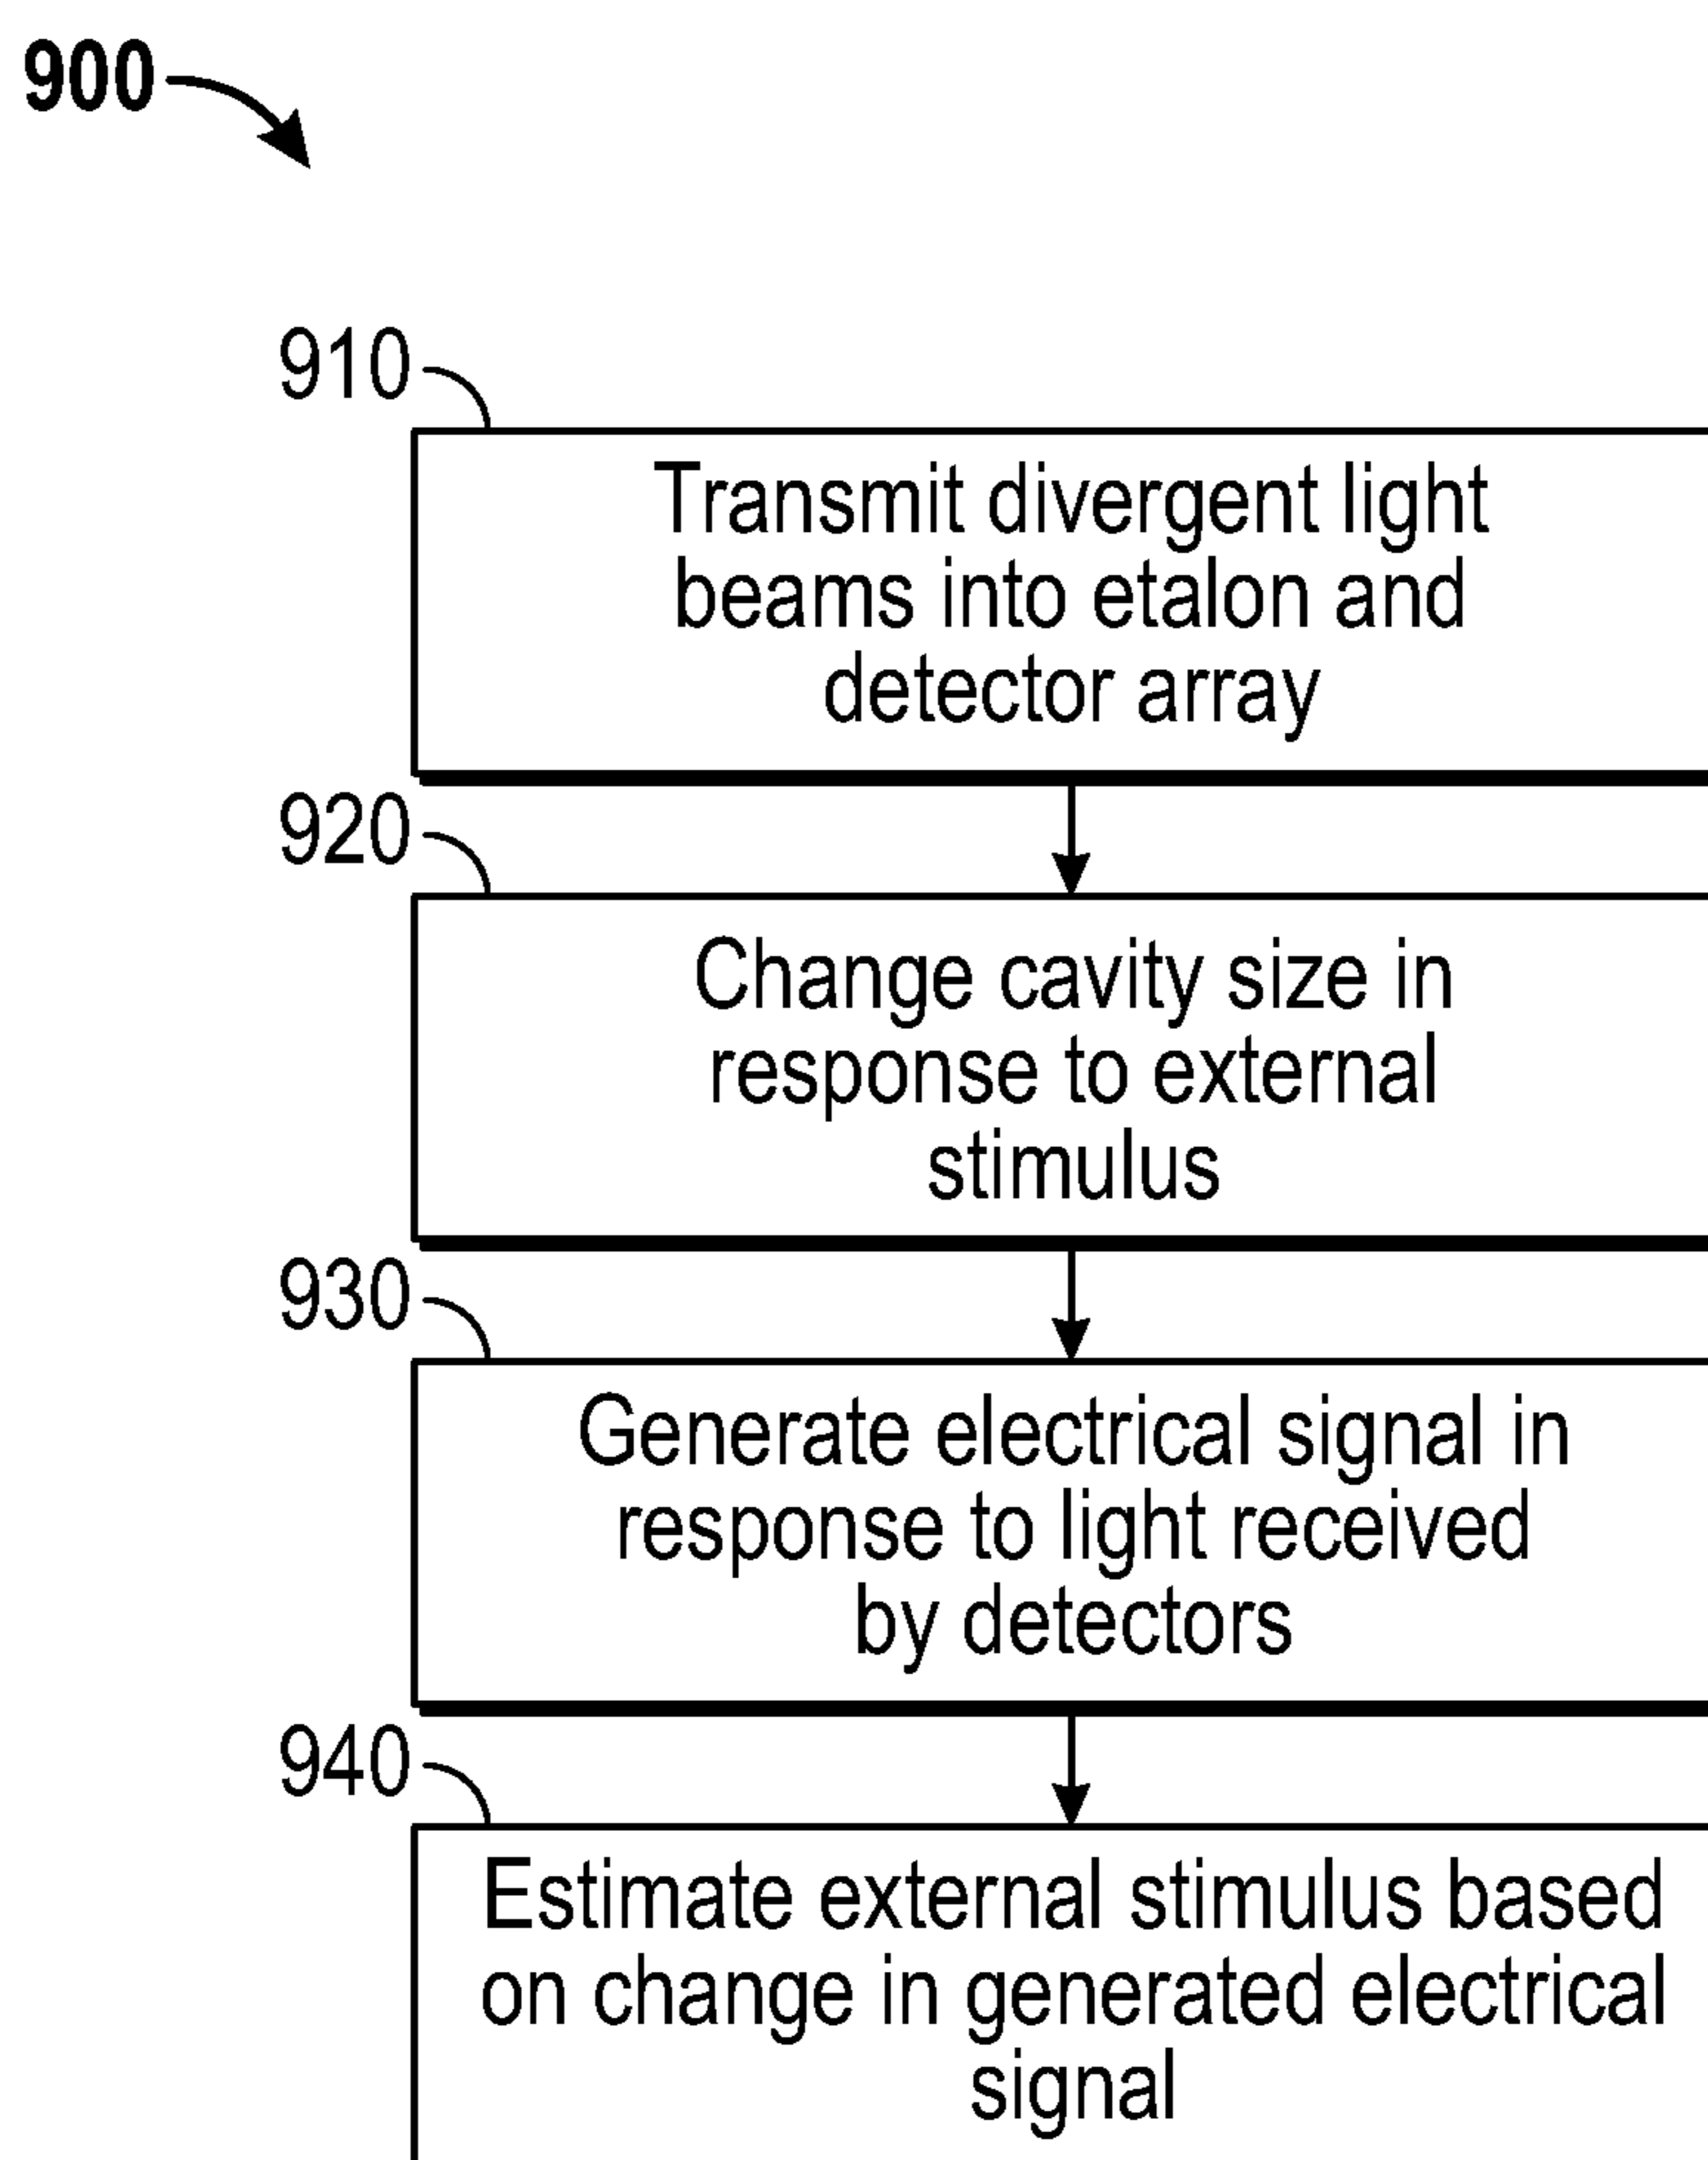 900
910
Transmit divergent light
beams into etalon and
detector array
920
Change cavity size in
response to external
stimulus
930
Generate electrical signal in
response to light received
by detectors
940
Estimate external stimulus based
on change in generated electrical
signal